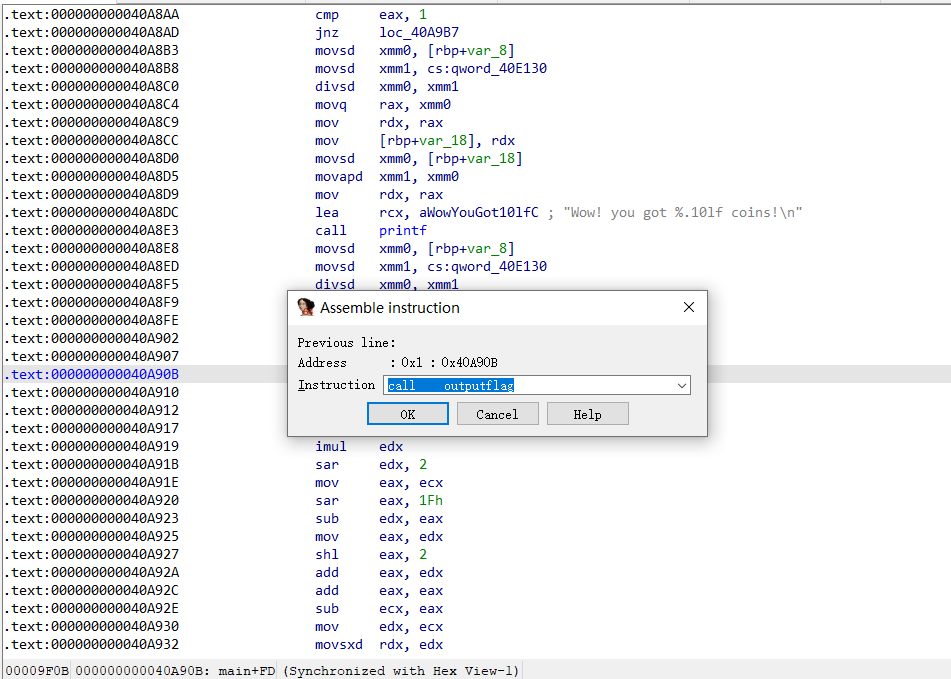 .text:000000000040A8AA cmp eax, 1
.text:000000000040A8AD jnz loc_40A9B7
.text:000000000040A8B3 movsd xmm0, [rbp+var_8]
.text:000000000040A8B8 movsd xmm1, cs:qword_40E130
.text:000000000040A8C0 divsd xmm0, xmm1
.text:000000000040A8C4 movq rax, xmm0
.text:000000000040A8C9 mov rdx, rax
.text:000000000040A8CC mov [rbp+var_18], rdx
.text:000000000040A8D0 movsd xmm0, [rbp+var_18]
.text:000000000040A8D5 movapd xmm1, xmm0
.text:000000000040A8D9 mov rdx, rax
.text:000000000040A8DC lea rcx, aWowYouGot10lfC ; "Wow! you got %.10lf coins!\n"
.text:000000000040A8E3 call printf
.text:000000000040A8E8 movsd xmm0, [rbp+var_8]
.text:000000000040A8ED movsd xmm1, cs:qword_40E130
.text:000000000040A8F5 divsd xmm0, xmm1
.text:000000000040A8F9
.text:000000000040A8FE
.text:000000000040A902
.text:000000000040A907
.text:000000000040A90B
.text:000000000040A910
.text:000000000040A912
.text:000000000040A917
Assemble instruction
Previous line:
Address : 0x1 : 0x40A90B
Instruction call outputflag
OK Cancel Help
.text:000000000040A919 imul edx
.text:000000000040A91B sar edx, 2
.text:000000000040A91E mov eax, ecx
.text:000000000040A920 sar eax, 1Fh
.text:000000000040A923 sub edx, eax
.text:000000000040A925 mov eax, edx
.text:000000000040A927 shl eax, 2
.text:000000000040A92A add eax, edx
.text:000000000040A92C add eax, eax
.text:000000000040A92E sub ecx, eax
.text:000000000040A930 mov edx, ecx
.text:000000000040A932 movsxd rdx, edx
00009F0B 000000000040A90B: main+FD (Synchronized with Hex View-1)